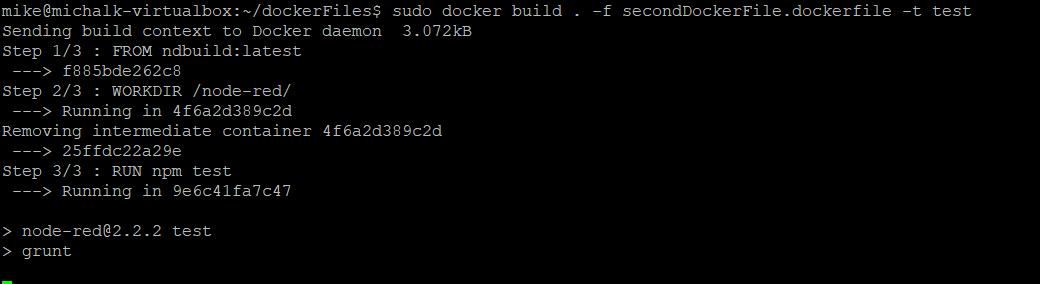 mike@michalk-virtualbox:~/dockerFiles$ sudo docker build . -f secondDockerFile.dockerfile -t test
Sending build context to Docker daemon  3.072kB
Step 1/3 : FROM ndbuild:latest
 ---> f885bde262c8
Step 2/3 : WORKDIR /node-red/
 ---> Running in 4f6a2d389c2d
Removing intermediate container 4f6a2d389c2d
 ---> 25ffdc22a29e
Step 3/3 : RUN npm test
 ---> Running in 9e6c41fa7c47
> node-red@2.2.2 test
> grunt